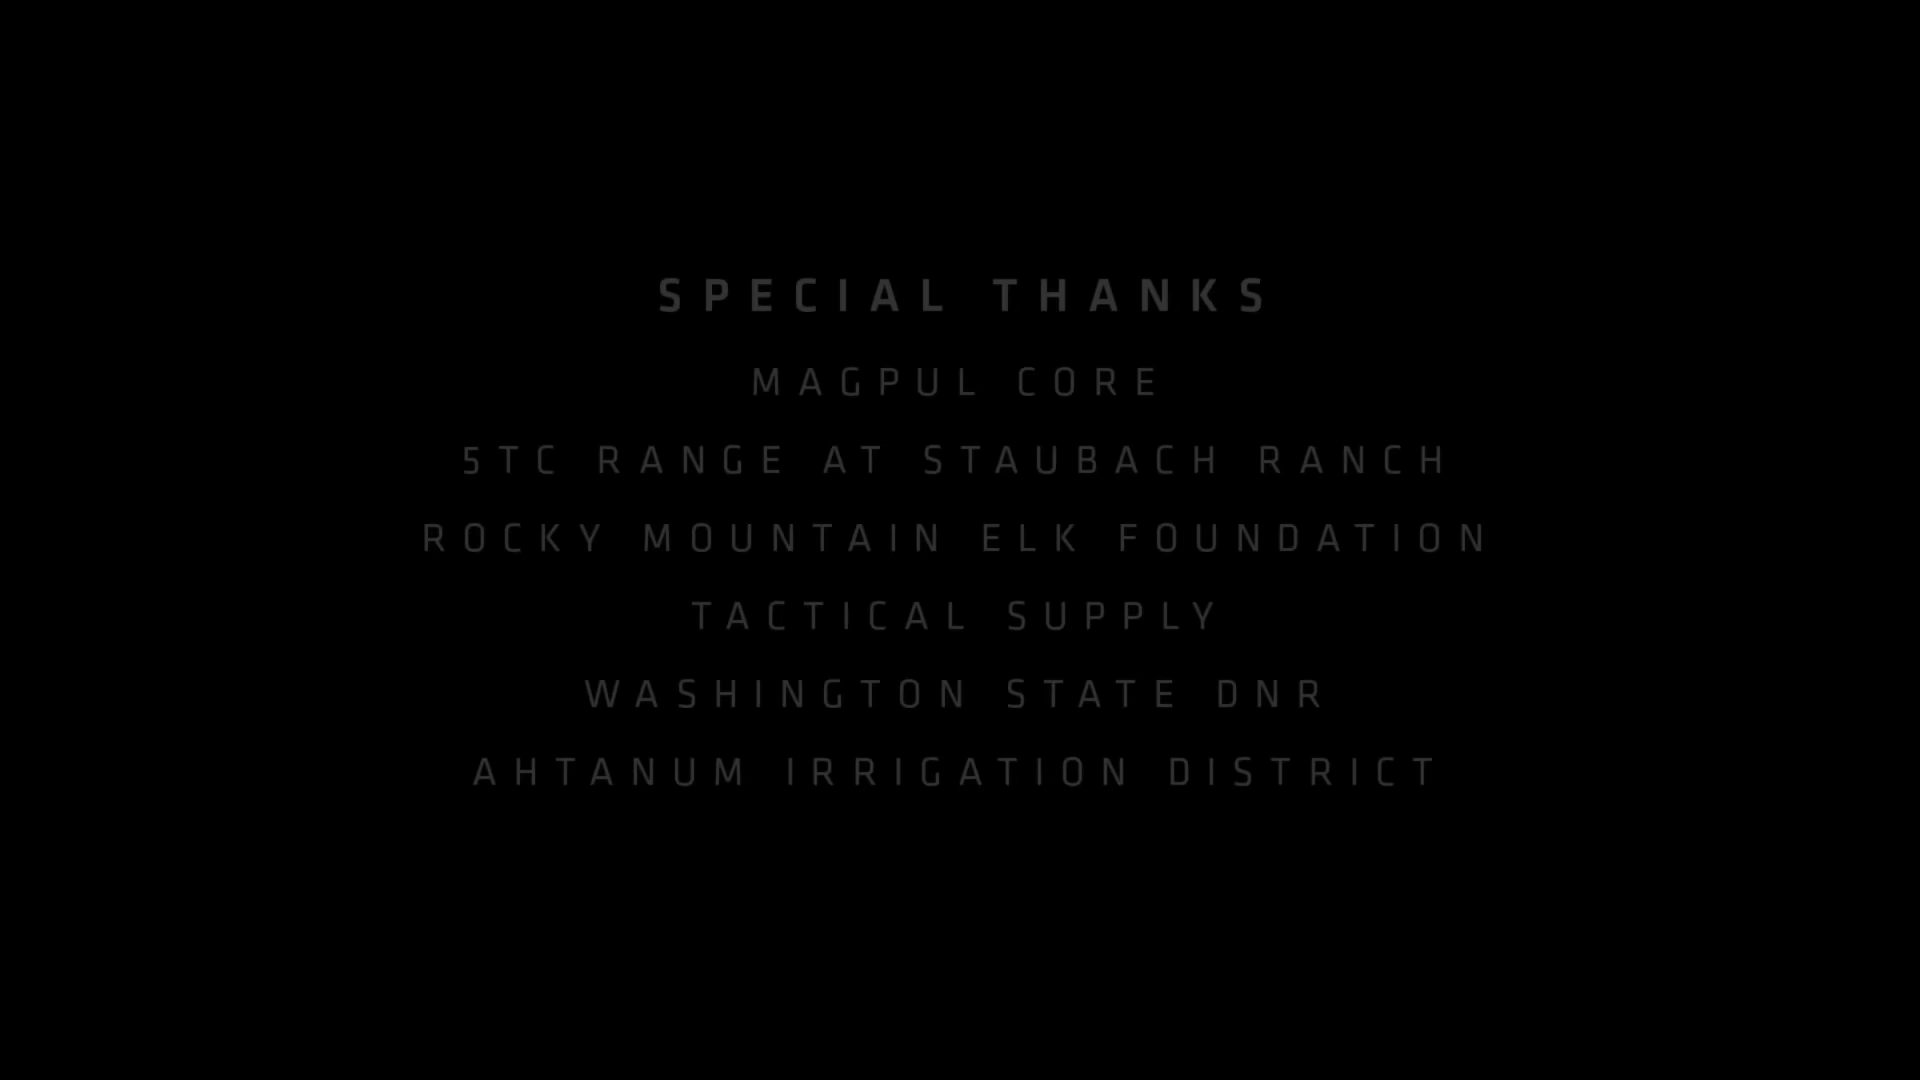 SPECIAL THANKS
MAGPUL CORE
5TC RANGE AT STAUBACH RANCH
ROCKY MOUNTAIN ELK FOUNDATION
TACTICAL SUPPLY
WASHINGTON STATE DNR
AHTANUM IRRIGATION DISTRICT